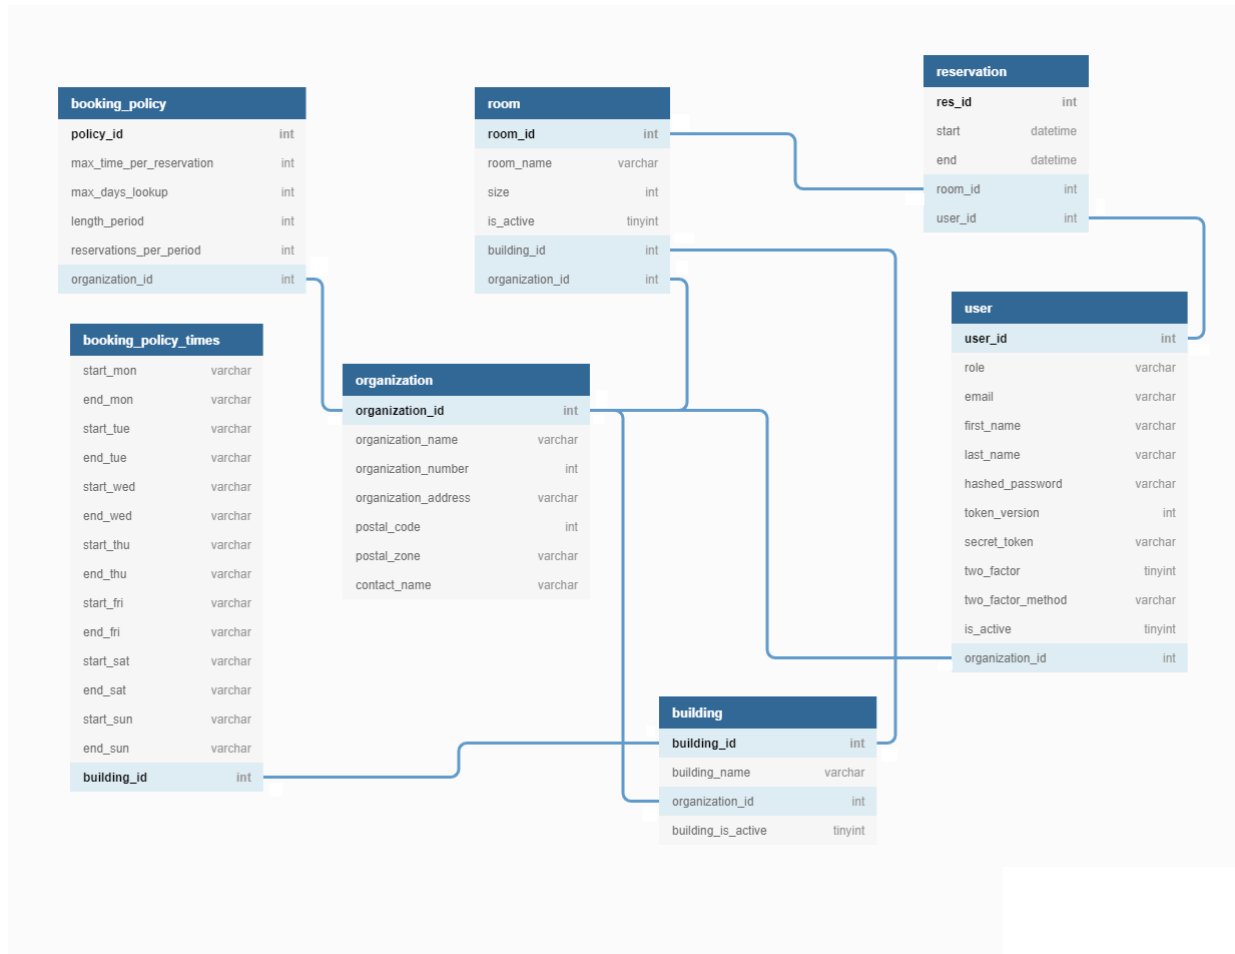 booking_policy
policy_id int
max_time_per_reservation int
max_days_lookup int
length_period int
reservations_per_period int
organization_id int
room
room_id int
room_name varchar
size int
is_active tinyint
building_id int
organization_id int
reservation
res_id int
start datetime
end datetime
room_id int
user_id int
booking_policy_times
start_mon varchar
end_mon varchar
start_tue varchar
end_tue varchar
start_wed varchar
end_wed varchar
start_thu varchar
end_thu varchar
start_fri varchar
end_fri varchar
start_sat varchar
end_sat varchar
start_sun varchar
end_sun varchar
building_id int
organization
organization_id int
organization_name varchar
organization_number int
organization_address varchar
postal_code int
postal_zone varchar
contact_name varchar
user
user_id int
role varchar
email varchar
first_name varchar
last_name varchar
hashed_password varchar
token_version int
secret_token varchar
two_factor tinyint
two_factor_method varchar
is_active tinyint
organization_id int
building
building_id int
building_name varchar
organization_id int
building_is_active tinyint